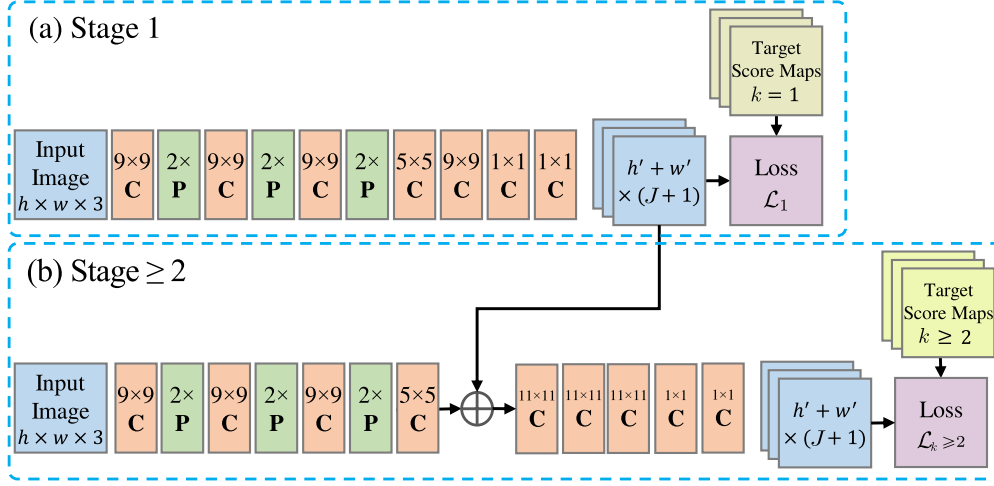 (a) Stage 1
Target
Score Maps
k = 1
Input
Image
h × w × 3
9×9
C
2×
P
9×9
C
2×
P
9×9
C
2×
P
5×5
C
9×9
C
1×1
C
1×1
C
h′ + w′
× (J + 1)
Loss
ℒ₁
(b) Stage ≥ 2
Target
Score Maps
k ≥ 2
Input
Image
h × w × 3
9×9
C
2×
P
9×9
C
2×
P
9×9
C
2×
P
5×5
C
11×11
C
11×11
C
11×11
C
1×1
C
1×1
C
h′ + w′
× (J + 1)
Loss
ℒₖ ⩾₂